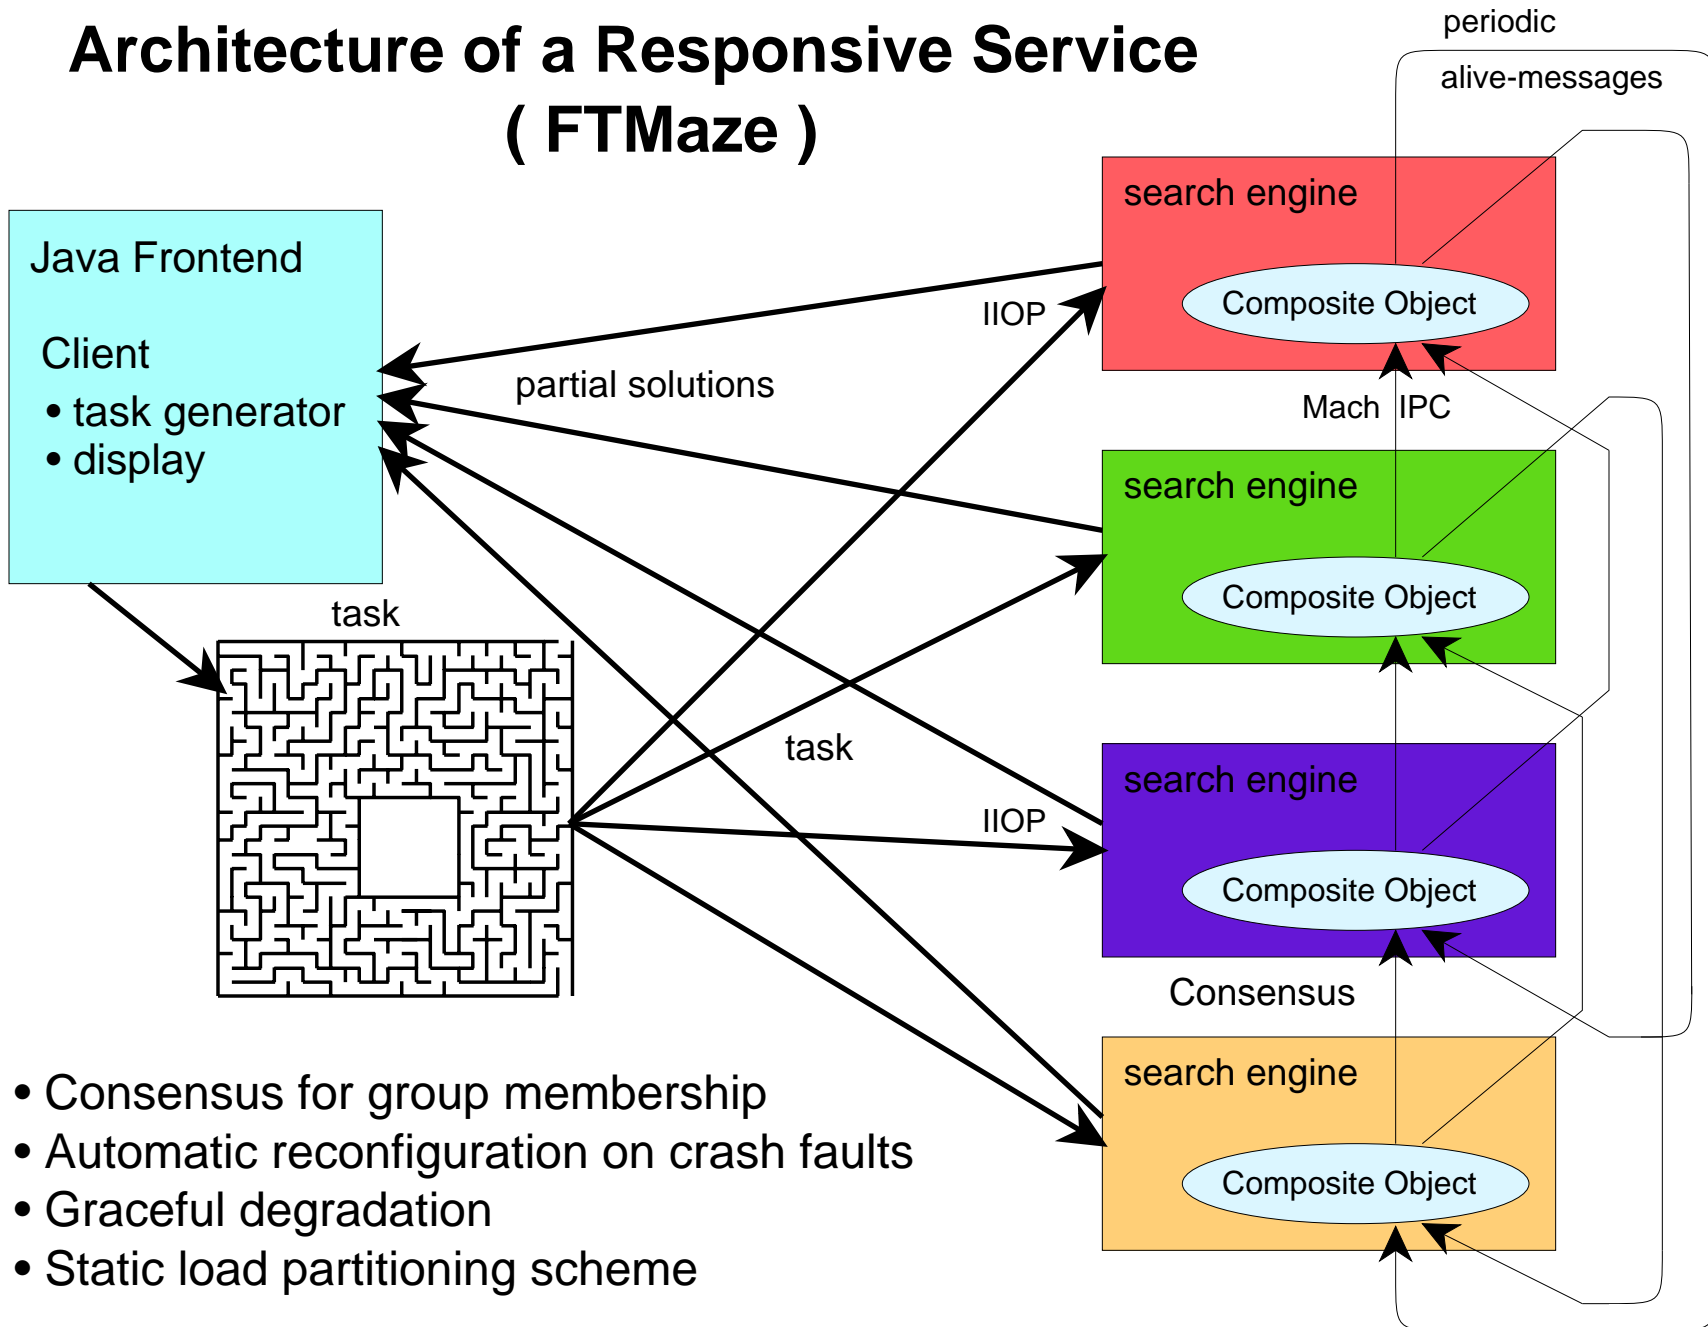 Architecture of a Responsive Service
( FTMaze )
periodic
alive-messages
Java Frontend
Client
• task generator
• display
task
partial solutions
IIOP
task
IIOP
search engine
Composite Object
Mach IPC
search engine
Composite Object
search engine
Composite Object
Consensus
search engine
Composite Object
• Consensus for group membership
• Automatic reconfiguration on crash faults
• Graceful degradation
• Static load partitioning scheme